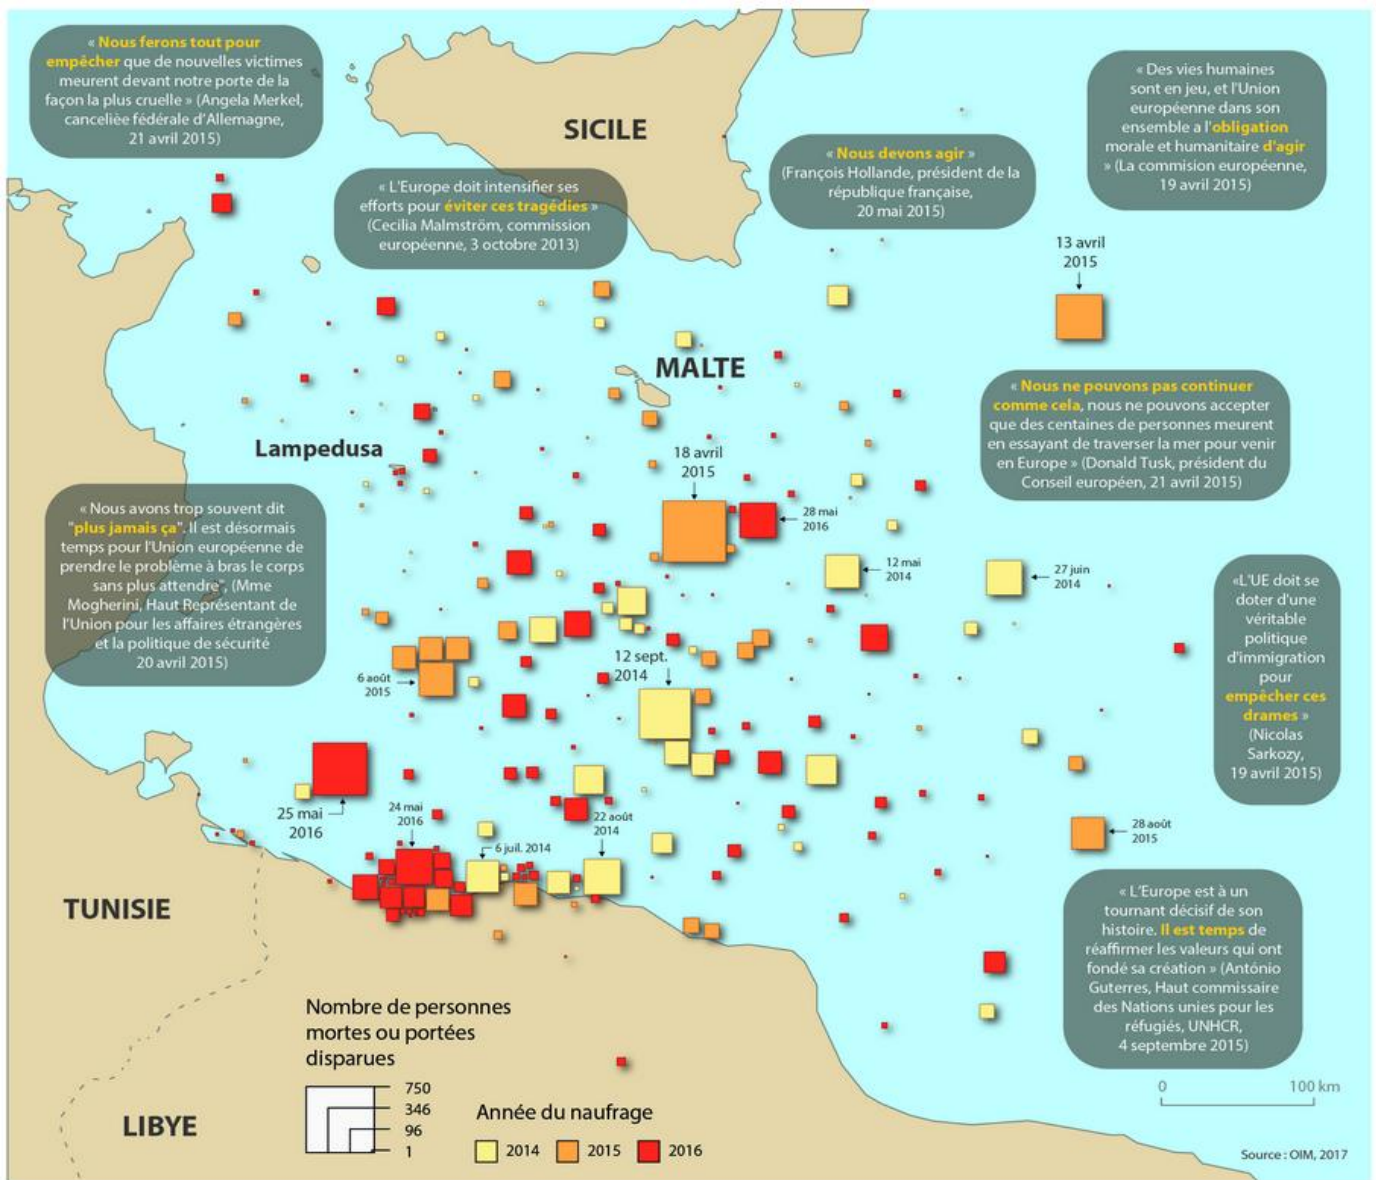 « Nous ferons tout pour
empêcher que de nouvelles victimes
meurent devant notre porte de la
façon la plus cruelle » (Angela Merkel,
cancelièe fédérale d'Allemagne,
21 avril 2015)
SICILE
« Des vies humaines
sont en jeu, et l'Union
européenne dans son
ensemble a l'obligation
morale et humanitaire d'agir
» (La commision européenne,
19 avril 2015)
« Nous devons agir »
(François Hollande, président de la
république française,
20 mai 2015)
« L'Europe doit intensifier ses
efforts pour éviter ces tragédies »
(Cecilia Malmström, commission
européenne, 3 octobre 2013)
13 avril
2015
MALTE
« Nous ne pouvons pas continuer
comme cela, nous ne pouvons accepter
que des centaines de personnes meurent
en essayant de traverser la mer pour venir
en Europe » (Donald Tusk, président du
Conseil européen, 21 avril 2015)
Lampedusa
18 avril
2015
« Nous avons trop souvent dit
"plus jamais ça". Il est désormais
temps pour l'Union européenne de
prendre le problème à bras le corps
sans plus attendre", (Mme
Mogherini, Haut Représentant de
l'Union pour les affaires étrangères
et la politique de sécurité
20 avril 2015)
28 mai
2016
12 mai
2014
27 juin
2014
«L'UE doit se
doter d'une
véritable
politique
d'immigration
pour
empêcher ces
drames »
(Nicolas
Sarkozy,
19 avril 2015)
12 sept.
2014
6 août
2015
25 mai
2016
24 mai
2016
22 août
2014
6 juil. 2014
28 août
2015
TUNISIE
« L'Europe est à un
tournant décisif de son
histoire. Il est temps de
réaffirmer les valeurs qui ont
fondé sa création » (António
Guterres, Haut commissaire
des Nations unies pour les
réfugiés, UNHCR,
4 septembre 2015)
Nombre de personnes
mortes ou portées
disparues
750
346
96
1
Année du naufrage
2014
2015
2016
LIBYE
0
100 km
Source : OIM, 2017